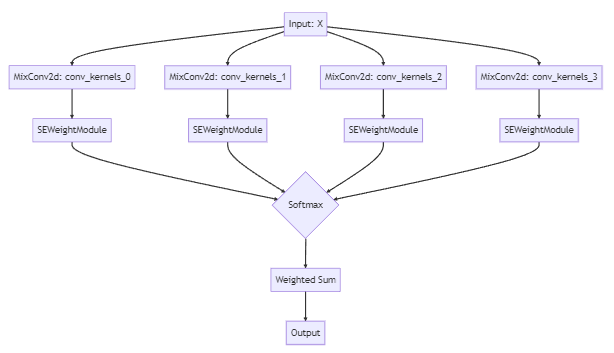 Input: X
MixConv2d: conv_kernels_0
MixConv2d: conv_kernels_1
MixConv2d: conv_kernels_2
MixConv2d: conv_kernels_3
SEWeightModule
SEWeightModule
SEWeightModule
SEWeightModule
Softmax
Weighted Sum
Output